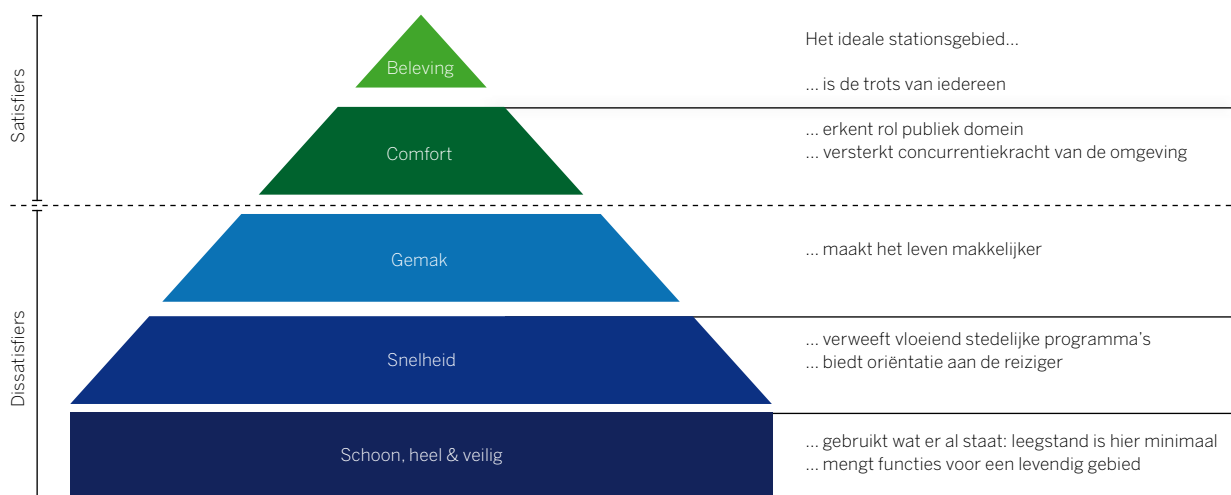 Het ideale stationsgebied...
Satisfiers
Beleving
... is de trots van iedereen
Comfort
... erkent rol publiek domein
... versterkt concurrentiekracht van de omgeving
Dissatisfiers
Gemak
... maakt het leven makkelijker
Snelheid
... verweeft vloeiend stedelijke programma's
... biedt oriëntatie aan de reiziger
Schoon, heel & veilig
... gebruikt wat er al staat: leegstand is hier minimaal
... mengt functies voor een levendig gebied